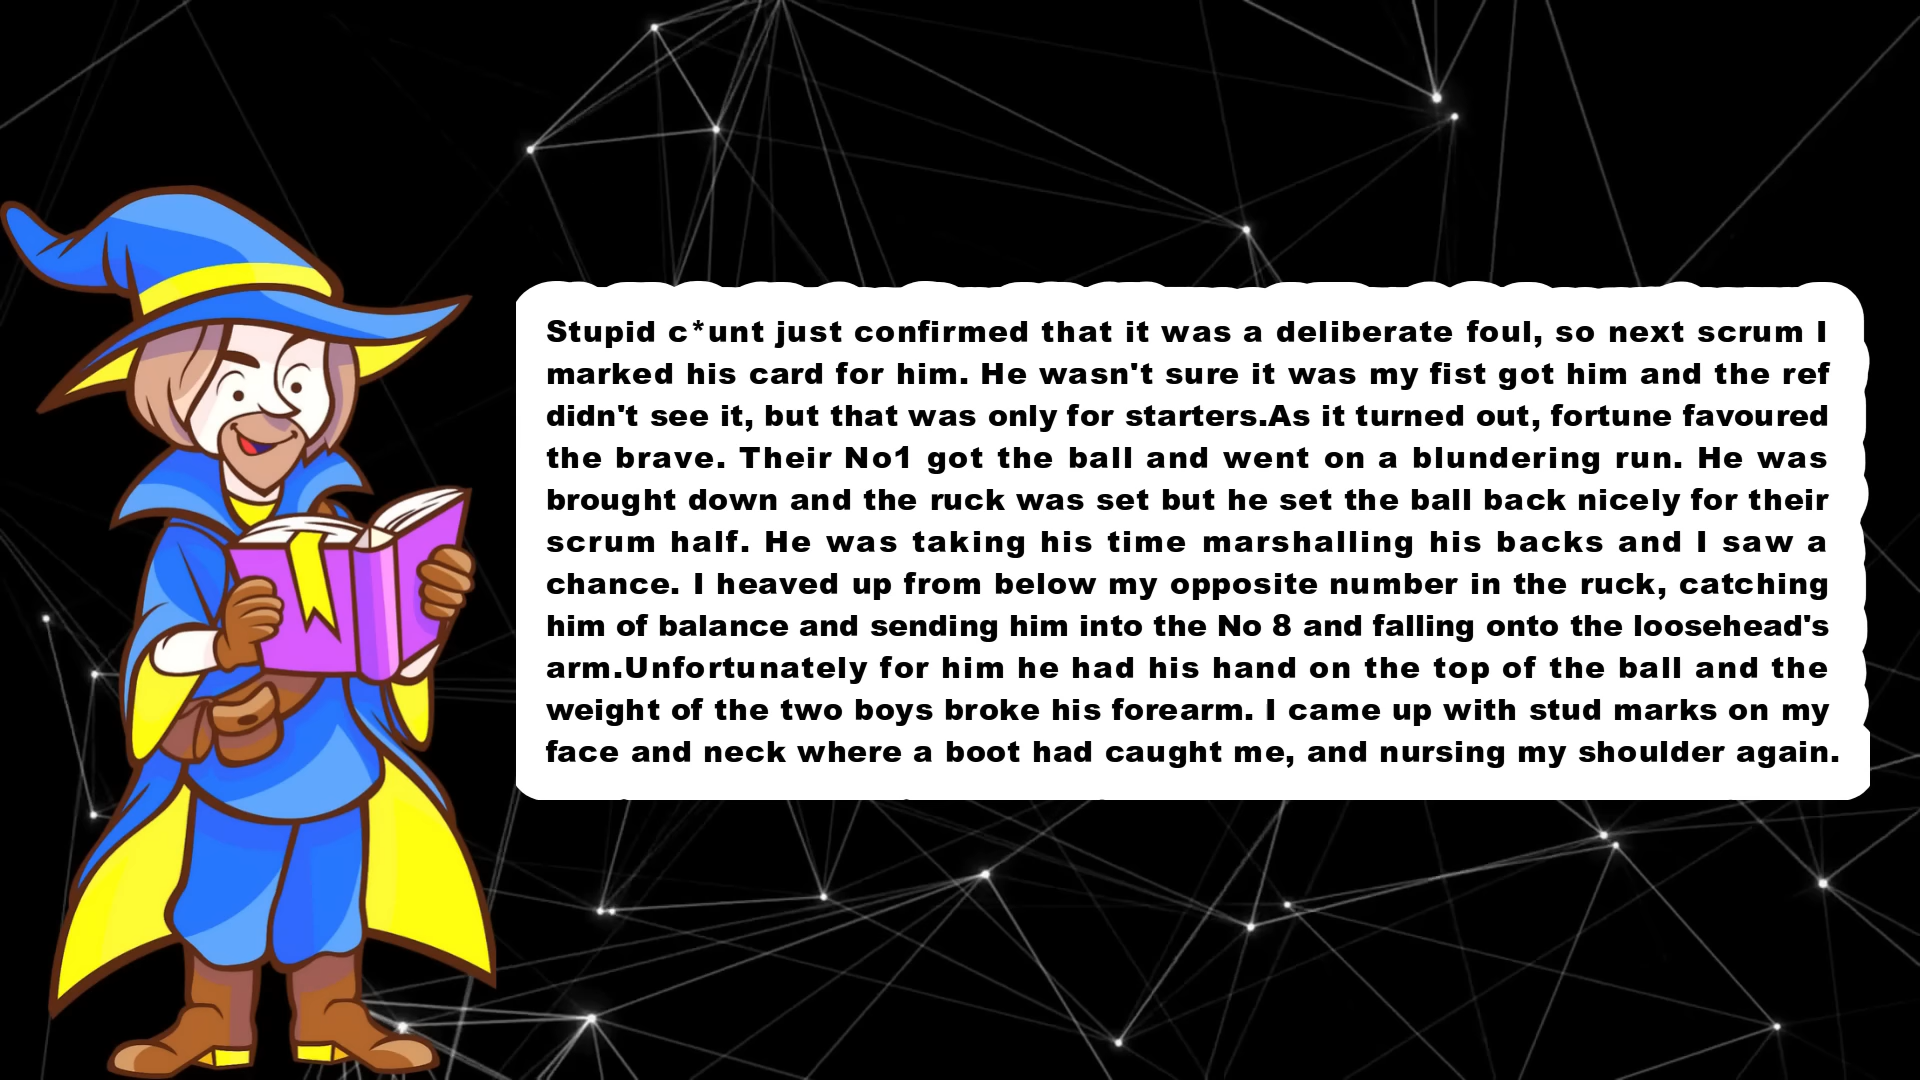 Stupid c*unt just confirmed that it was a deliberate foul, so next scrum I
marked his card for him. He wasn't sure it was my fist got him and the ref
didn't see it, but that was only for starters.As it turned out, fortune favoured
the brave. Their No1 got the ball and went on a blundering run. He was
brought down and the ruck was set but he set the ball back nicely for their
scrum half. He was taking his time marshalling his backs and I saw a
chance. I heaved up from below my opposite number in the ruck, catching
him of balance and sending him into the No 8 and falling onto the loosehead's
arm.Unfortunately for him he had his hand on the top of the ball and the
weight of the two boys broke his forearm. I came up with stud marks on my
face and neck where a boot had caught me, and nursing my shoulder again.